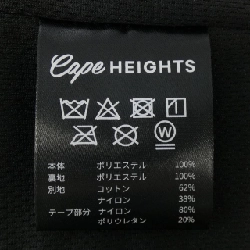 Cape HEIGHTS
P
W
本体 ポリエステル 100%
裏地 ポリエステル 100%
別地 コットン 62%
ナイロン 38%
テープ部分 ナイロン 80%
ポリウレタン 20%